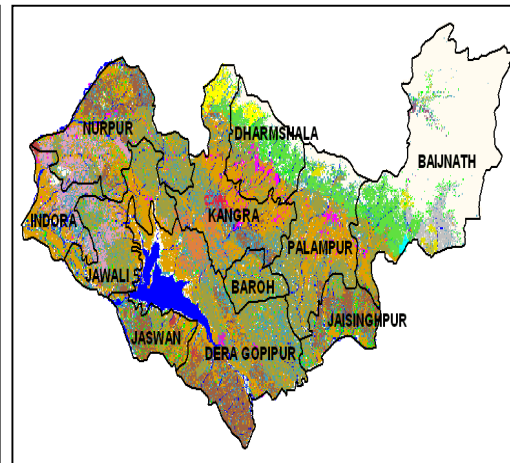 NURPUR
DHARMSHALA
BAIJNATH
INDORA
KANGRA
PALAMPUR
JAWALI
BAROH
JAISINGHPUR
JASWAN
DERA GOPIPUR